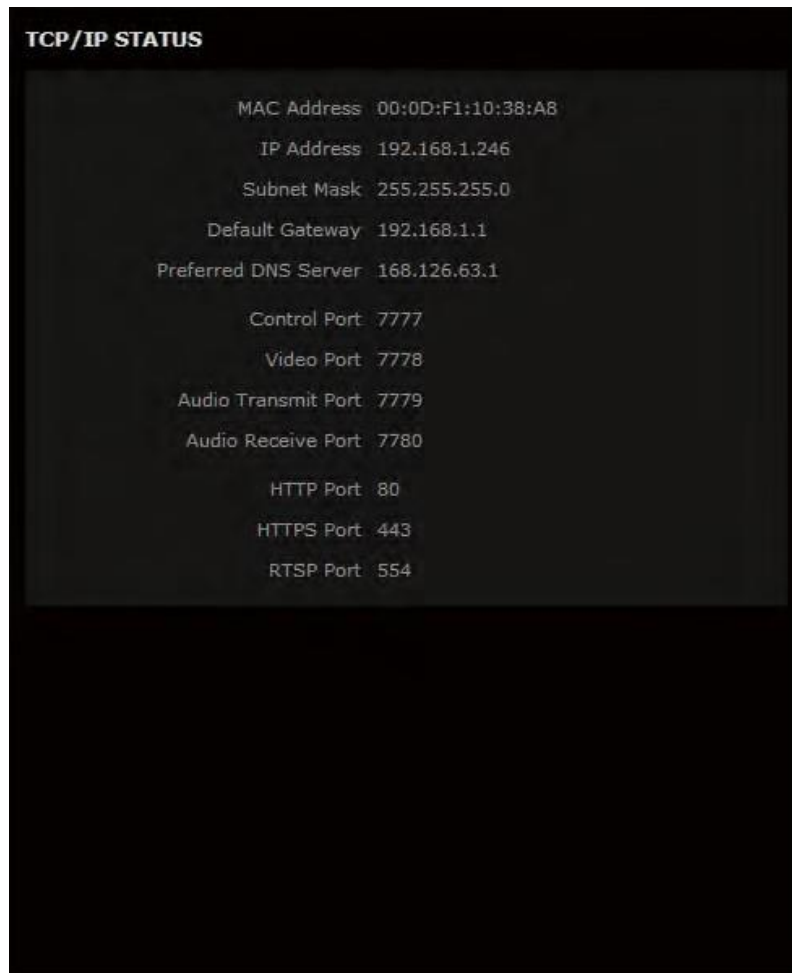 TCP/IP STATUS
MAC Address 00:0D:F1:10:38:A8
IP Address 192.168.1.246
Subnet Mask 255.255.255.0
Default Gateway 192.168.1.1
Preferred DNS Server 168.126.63.1
Control Port 7777
Video Port 7778
Audio Transmit Port 7779
Audio Receive Port 7780
HTTP Port 80
HTTPS Port 443
RTSP Port 554